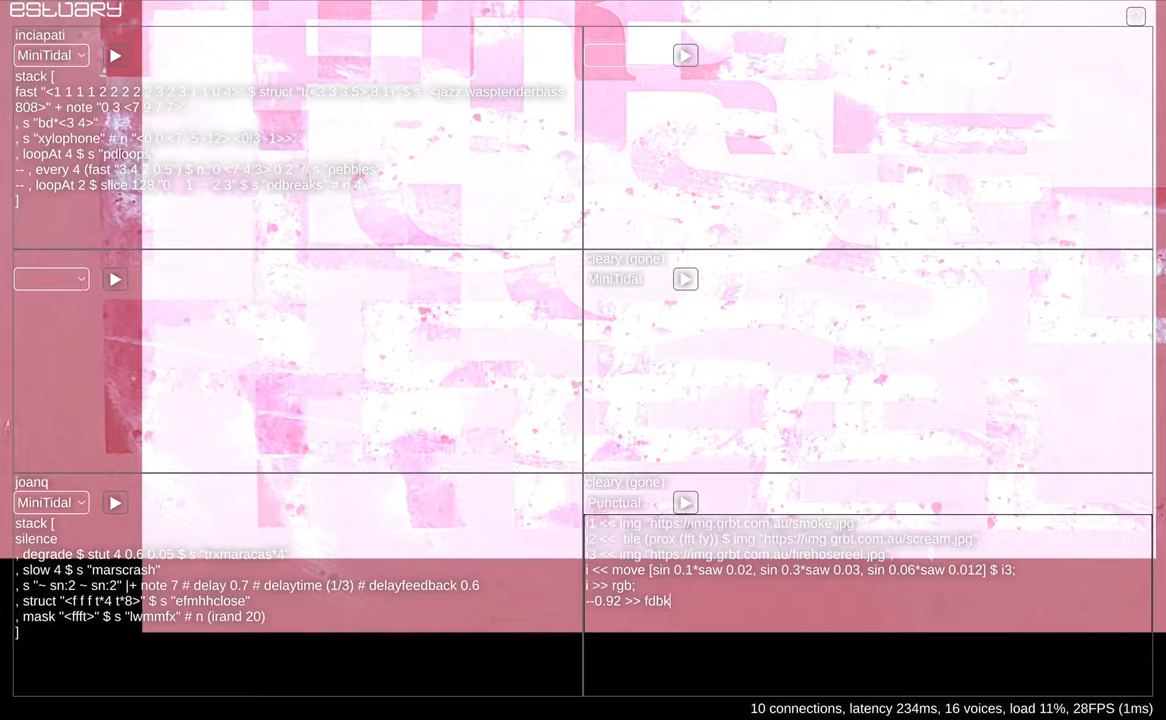 estuary
inciapati
MiniTidal
stack [
fast "<1 1 1 1 2 2 2 2 2 3 2 2 3 1 1 0.4>" $ struct "t(<3 3 3 5>,8,1)" $ s "<jazz wasptenderbass
808>" + note "0 3 <7 9 7 7>"
, s "bd*<3 4>"
, s "xylophone" # n "<0 0 <7 -5 -12> <0!3 -1>>"
, loopAt 4 $ s "pdloops"
-- , every 4 (fast "3 4 7 0.5") $ n "0 <7 4 3> 0 2" # s "pebbles"
-- , loopAt 2 $ slice 128 "0 1 2 3" $ s "pdbreaks" # n 4
]
cleary (gone)
MiniTidal
joanq
MiniTidal
stack [
silence
, degrade $ stut 4 0.6 0.05 $ s "trxmaracas*4"
, slow 4 $ s "marscrash"
, s "~ sn:2 ~ sn:2" |+ note 7 # delay 0.7 # delaytime (1/3) # delayfeedback 0.6
, struct "<f f f t*4 t*8>" $ s "efmhhclose"
, mask "<ffft>" $ s "lwmmfx" # n (irand 20)
]
cleary (gone)
Punctual
i1 << img "https://img.grbt.com.au/smoke.jpg"
i2 << tile (prox (fft fy)) $ img "https://img.grbt.com.au/scream.jpg"
i3 << img "https://img.grbt.com.au/firehosereel.jpg";
i << move [sin 0.1*saw 0.02, sin 0.3*saw 0.03, sin 0.06*saw 0.012] $ i3;
i >> rgb;
--0.92 >> fdbk
10 connections, latency 234ms, 16 voices, load 11%, 28FPS (1ms)